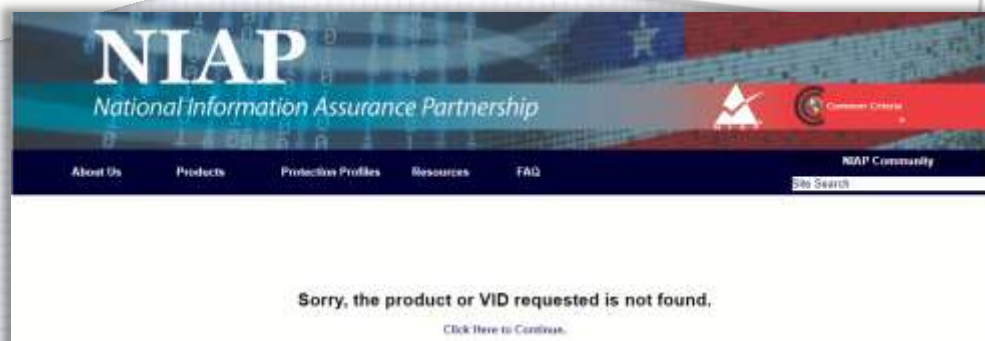 NIAP
National Information Assurance Partnership
Common Criteria
About Us Products Protection Profiles Resources FAQ
NIAP Community
Site Search
Sorry, the product or VID requested is not found.
Click Here to Continue.